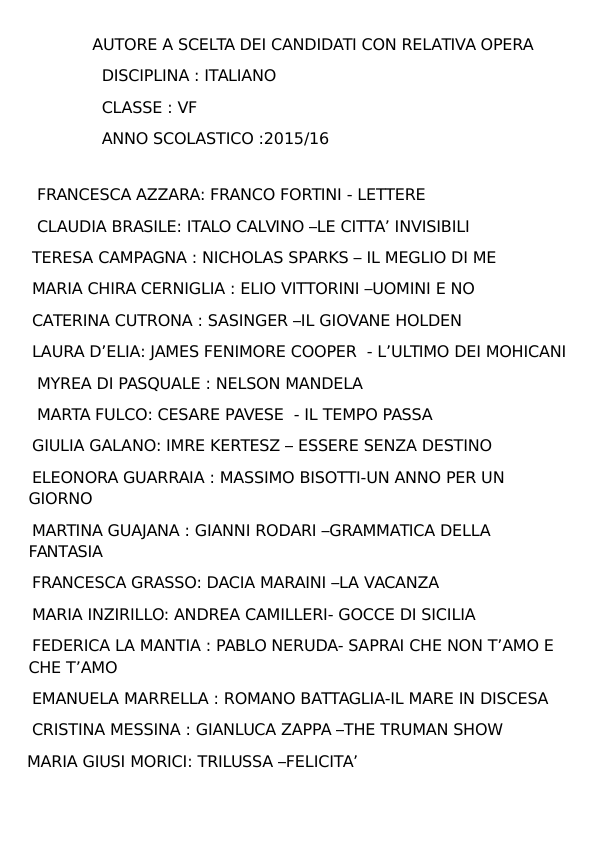 AUTORE A SCELTA DEI CANDIDATI CON RELATIVA OPERA
DISCIPLINA : ITALIANO
CLASSE : VF
ANNO SCOLASTICO :2015/16
FRANCESCA AZZARA: FRANCO FORTINI - LETTERE
CLAUDIA BRASILE: ITALO CALVINO –LE CITTA’ INVISIBILI
TERESA CAMPAGNA : NICHOLAS SPARKS – IL MEGLIO DI ME
MARIA CHIRA CERNIGLIA : ELIO VITTORINI –UOMINI E NO
CATERINA CUTRONA : SASINGER –IL GIOVANE HOLDEN
LAURA D’ELIA: JAMES FENIMORE COOPER  - L’ULTIMO DEI MOHICANI
MYREA DI PASQUALE : NELSON MANDELA
MARTA FULCO: CESARE PAVESE  - IL TEMPO PASSA
GIULIA GALANO: IMRE KERTESZ – ESSERE SENZA DESTINO
ELEONORA GUARRAIA : MASSIMO BISOTTI-UN ANNO PER UN
GIORNO
MARTINA GUAJANA : GIANNI RODARI –GRAMMATICA DELLA
FANTASIA
FRANCESCA GRASSO: DACIA MARAINI –LA VACANZA
MARIA INZIRILLO: ANDREA CAMILLERI- GOCCE DI SICILIA
FEDERICA LA MANTIA : PABLO NERUDA- SAPRAI CHE NON T’AMO E
CHE T’AMO
EMANUELA MARRELLA : ROMANO BATTAGLIA-IL MARE IN DISCESA
CRISTINA MESSINA : GIANLUCA ZAPPA –THE TRUMAN SHOW
MARIA GIUSI MORICI: TRILUSSA –FELICITA’